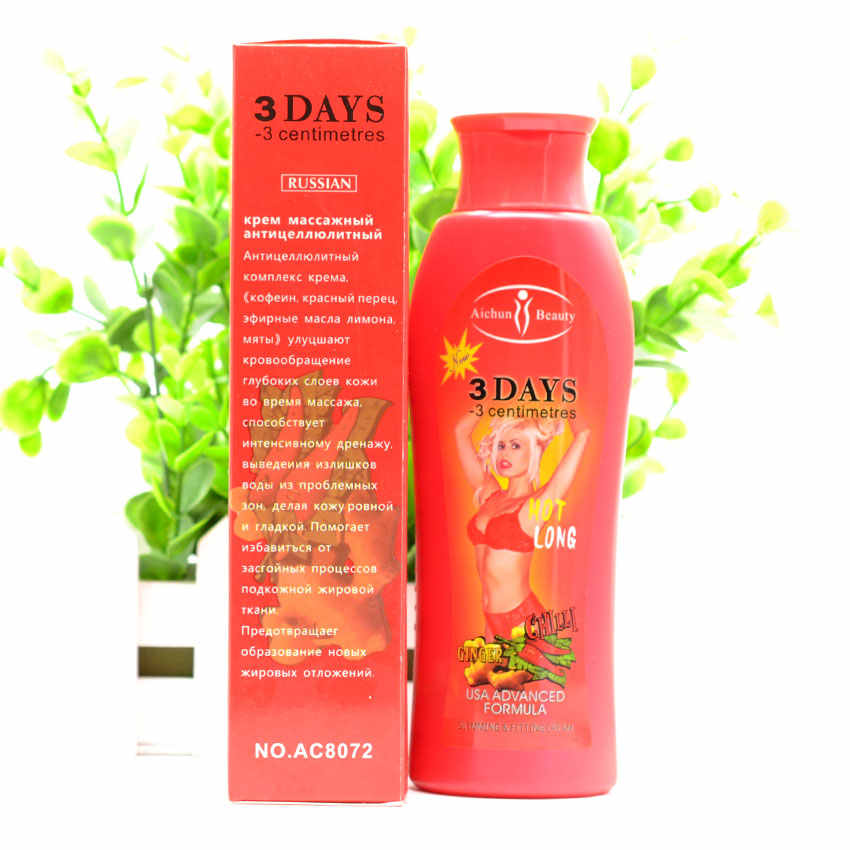 3 DAYS
-3 centimetres
RUSSIAN
крем массажный
антицеллюлитный
Антицеллюлитный
комплекс крема,
《кофеин, красный перец,
эфирные масла лимона,
мяты》 улуцшают
кровообращение
глубоких слоев кожи
во время массажа,
способствует
интенсивному дренажу,
выведеиия излишков
воды из проблемных
зон, делая кожу ровной
и гладкой. Помогает
избавиться от
засгойных процессов
подкожной жировой
ткани.
Предотвращаег
образование новых
жировых отложений.
NO.AC8072
Aichun Beauty
New
3 DAYS
-3 centimetres
HOT
LONG
CHILLI
GINGER
USA ADVANCED
FORMULA